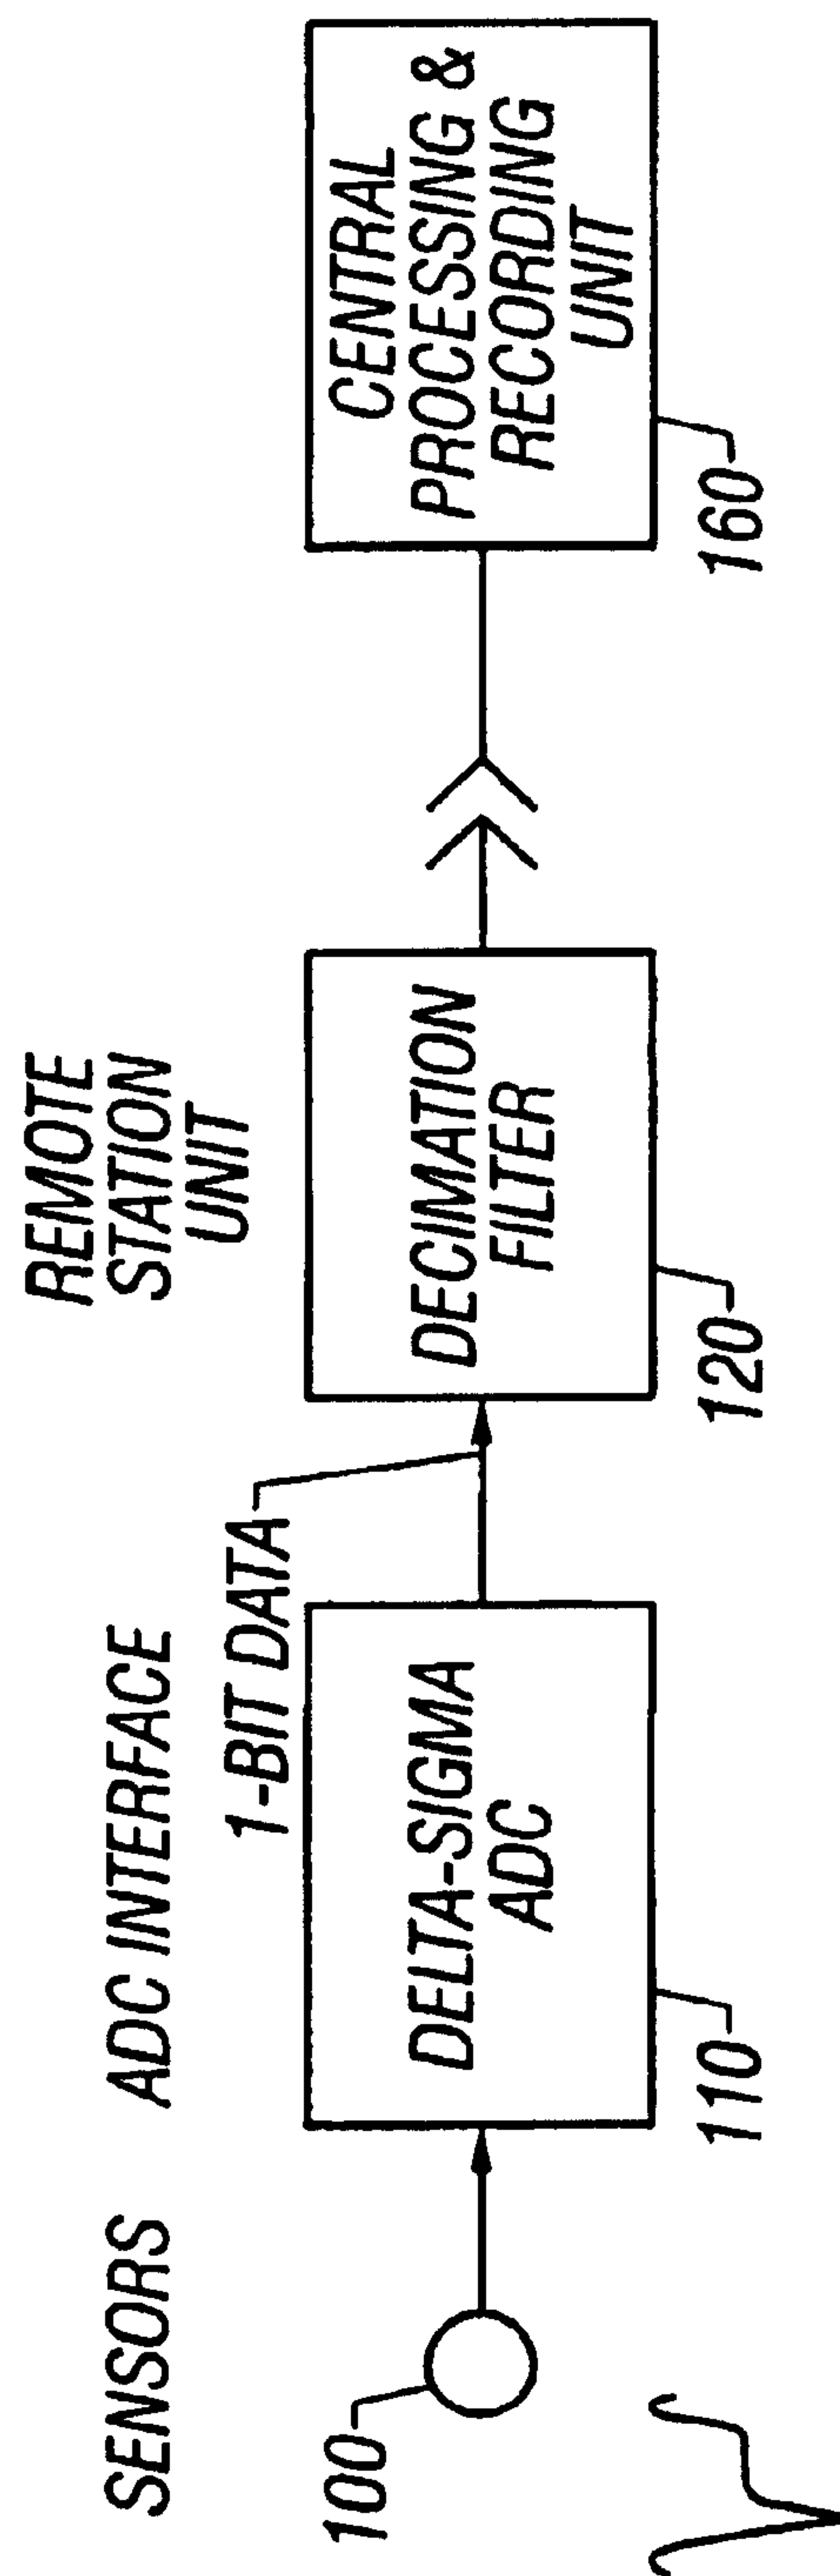 SENSORS
ADC INTERFACE
REMOTE
STATION
UNIT
1-BIT DATA
100
DELTA-SIGMA
ADC
110
DECIMATION
FILTER
120
CENTRAL
PROCESSING &
RECORDING
UNIT
160